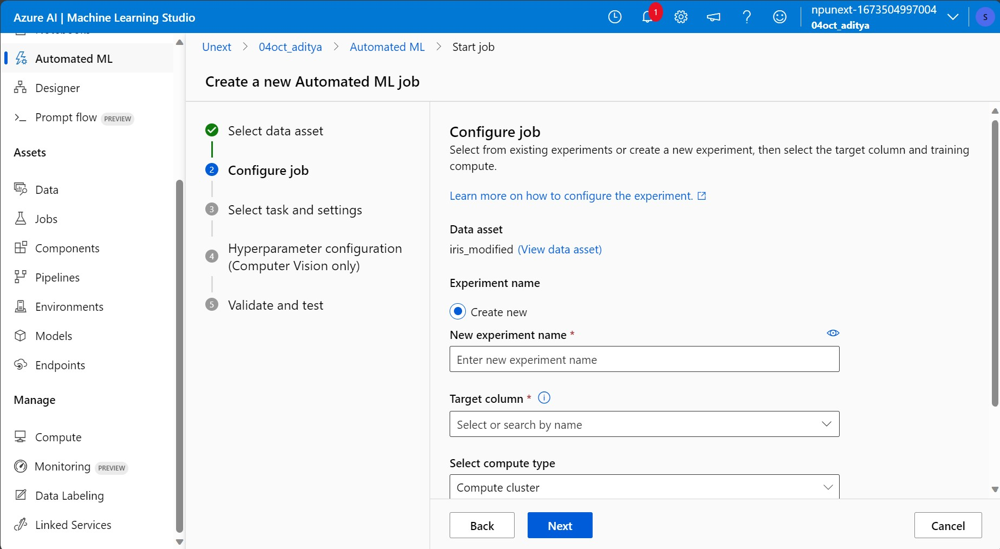 Azure AI | Machine Learning Studio
1
npunext-1673504997004
04oct_aditya
S
Automated ML
Designer
Prompt flow PREVIEW
Assets
Data
Jobs
Components
Pipelines
Environments
Models
Endpoints
Manage
Compute
Monitoring PREVIEW
Data Labeling
Linked Services
Unext > 04oct_aditya > Automated ML > Start job
Create a new Automated ML job
Select data asset
2 Configure job
3 Select task and settings
4 Hyperparameter configuration
(Computer Vision only)
5 Validate and test
Configure job
Select from existing experiments or create a new experiment, then select the target column and training
compute.
Learn more on how to configure the experiment.
Data asset
iris_modified (View data asset)
Experiment name
Create new
New experiment name *
Enter new experiment name
Target column *
Select or search by name
Select compute type
Compute cluster
Back
Next
Cancel